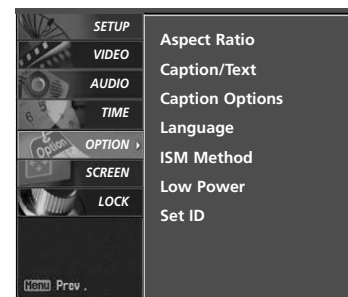 SETUP
VIDEO
AUDIO
TIME
OPTION
SCREEN
LOCK
Menu Prev.
Aspect Ratio
Caption/Text
Caption Options
Language
ISM Method
Low Power
Set ID